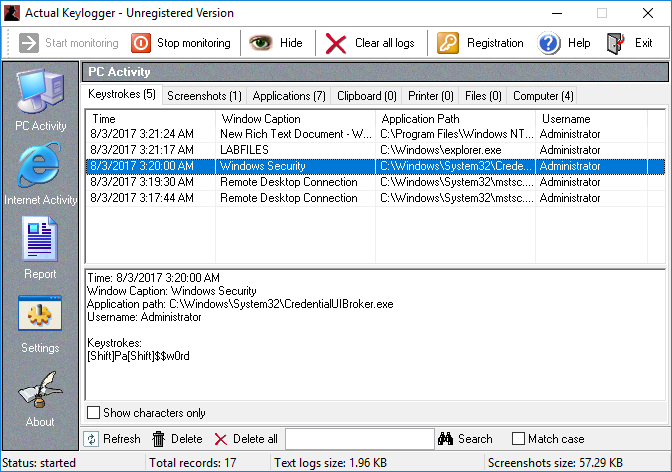 Actual Keylogger - Unregistered Version
Start monitoring Stop monitoring Hide Clear all logs Registration Help Exit
PC Activity
Keystrokes (5) Screenshots (1) Applications (7) Clipboard (0) Printer (0) Files (0) Computer (4)
Time Window Caption Application Path Username
8/3/2017 3:21:24 AM New Rich Text Document - W... C:\Program Files\Windows NT... Administrator
8/3/2017 3:21:17 AM LABFILES C:\Windows\explorer.exe Administrator
8/3/2017 3:20:00 AM Windows Security C:\Windows\System32\Crede... Administrator
8/3/2017 3:19:30 AM Remote Desktop Connection C:\Windows\System32\mstsc.... Administrator
8/3/2017 3:17:44 AM Remote Desktop Connection C:\Windows\System32\mstsc.... Administrator
PC Activity
Internet Activity
Report
Settings
About
Time: 8/3/2017 3:20:00 AM
Window Caption: Windows Security
Application path: C:\Windows\System32\CredentialUIBroker.exe
Username: Administrator
Keystrokes:
[Shift]Pa[Shift]$$w0rd
Show characters only
Refresh Delete Delete all Search Match case
Status: started Total records: 17 Text logs size: 1.96 KB Screenshots size: 57.29 KB